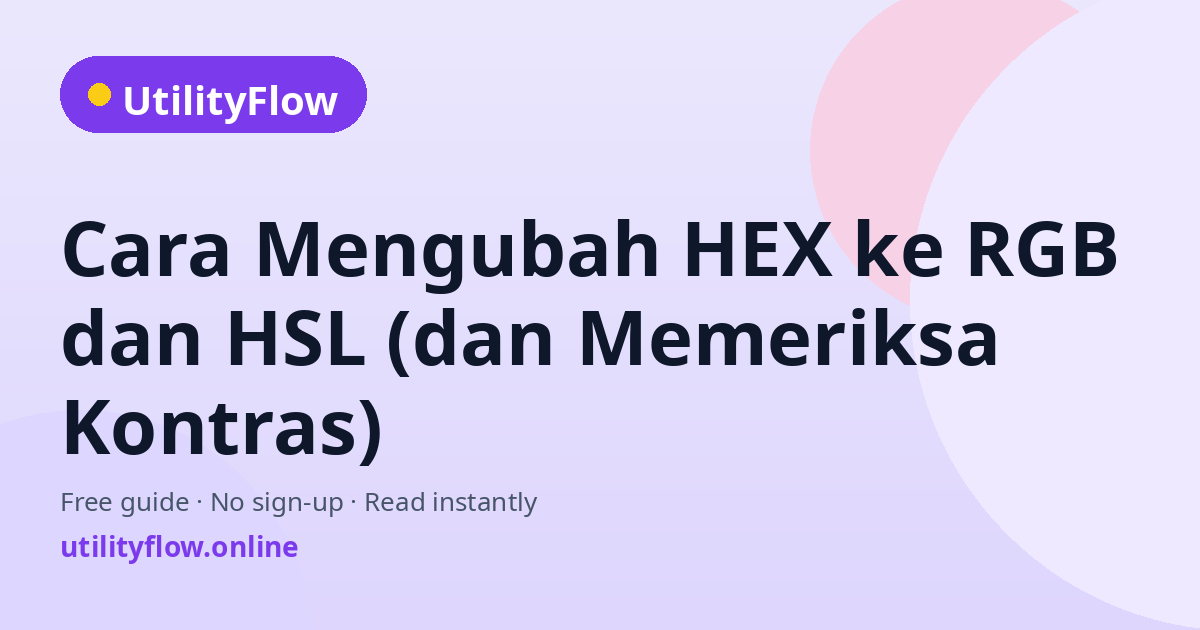 UtilityFlow
Cara Mengubah HEX ke RGB
dan HSL (dan Memeriksa
Kontras)
Free guide · No sign-up · Read instantly
utilityflow.online